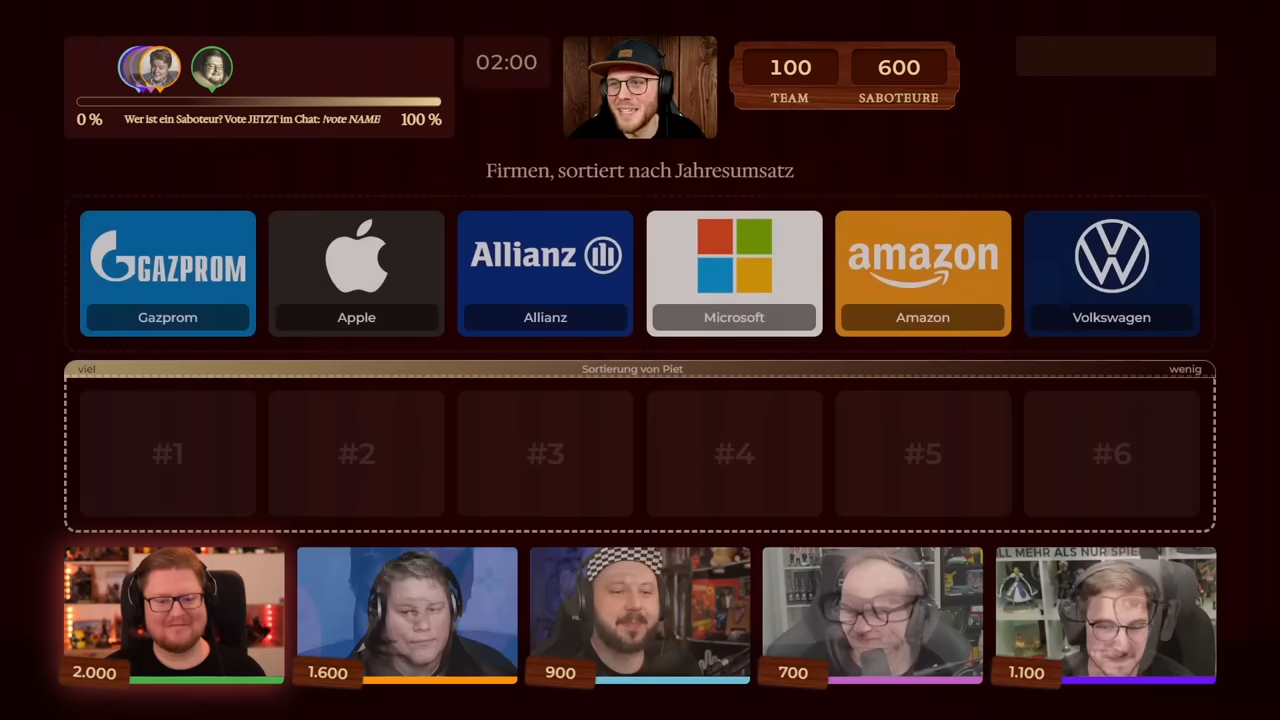 0 %
Wer ist ein Saboteur? Vote JETZT im Chat: !vote NAME
100 %
02:00
100
TEAM
600
SABOTEURE
Firmen, sortiert nach Jahresumsatz
GAZPROM
Gazprom
Apple
Allianz
Allianz
Microsoft
amazon
Amazon
Volkswagen
viel
Sortierung von Piet
wenig
#1
#2
#3
#4
#5
#6
LL MEHR ALS NUR SPIE
2.000
1.600
900
700
1.100